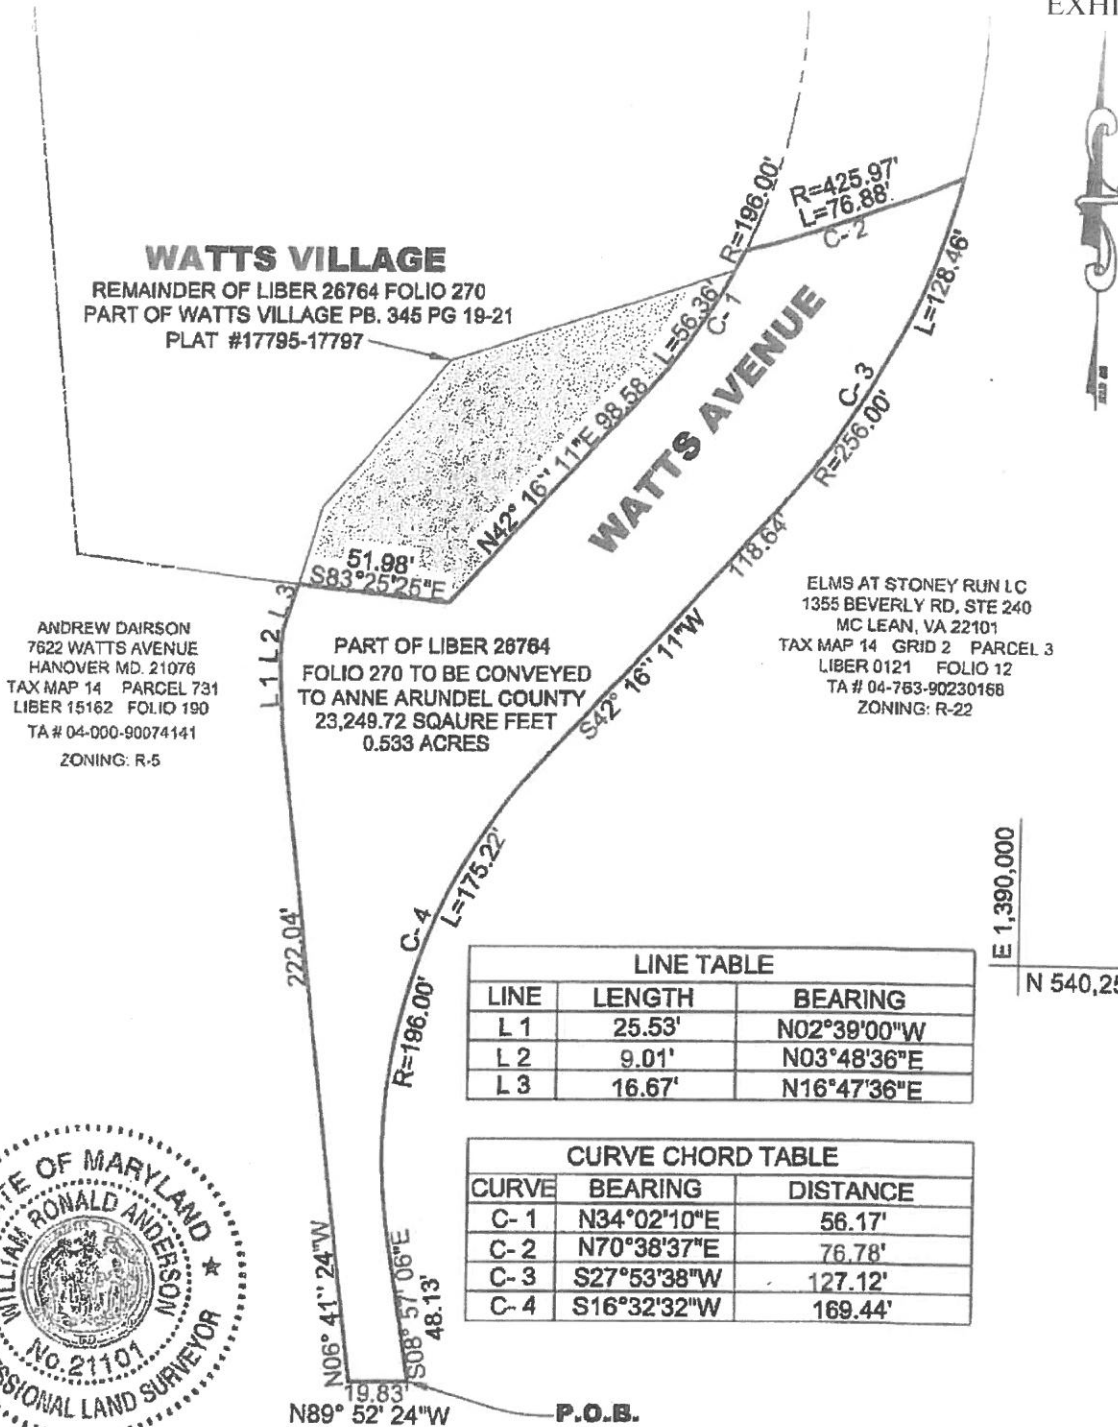 EXHI
WATTS VILLAGE
REMAINDER OF LIBER 26764 FOLIO 270
PART OF WATTS VILLAGE PB. 345 PG 19-21
PLAT #17795-17797
R=196.00'
R=425.97'
L=76.88'
C-2
L=56.36'
C-1
L=128.46'
WATTS AVENUE
C-3
R=256.00'
N42° 16'' 11"E 98.58
51.98'
S83°25'25"E
118.64'
S42° 16'' 11"W
L 1 L 2 L 3
ANDREW DAIRSON
7622 WATTS AVENUE
HANOVER MD. 21076
TAX MAP 14 PARCEL 731
LIBER 15162 FOLIO 190
TA # 04-000-90074141
ZONING: R-5
PART OF LIBER 26764
FOLIO 270 TO BE CONVEYED
TO ANNE ARUNDEL COUNTY
23,249.72 SQAURE FEET
0.533 ACRES
ELMS AT STONEY RUN LC
1355 BEVERLY RD, STE 240
MC LEAN, VA 22101
TAX MAP 14 GRID 2 PARCEL 3
LIBER 0121 FOLIO 12
TA # 04-763-90230168
ZONING: R-22
E 1,390,000
N 540,25
222.04'
C-4
L=175.22'
R=196.00'
LINE TABLE
LINE LENGTH BEARING
L 1 25.53' N02°39'00"W
L 2 9.01' N03°48'36"E
L 3 16.67' N16°47'36"E
CURVE CHORD TABLE
CURVE BEARING DISTANCE
C-1 N34°02'10"E 56.17'
C-2 N70°38'37"E 76.78'
C-3 S27°53'38"W 127.12'
C-4 S16°32'32"W 169.44'
N06° 41'' 24"W
S08° 57' 06"E
48.13'
19.83'
N89° 52' 24"W
P.O.B.
TE OF MARYLAND
WILLIAM RONALD ANDERSON
No.21101
SSIONAL LAND SURVEYOR